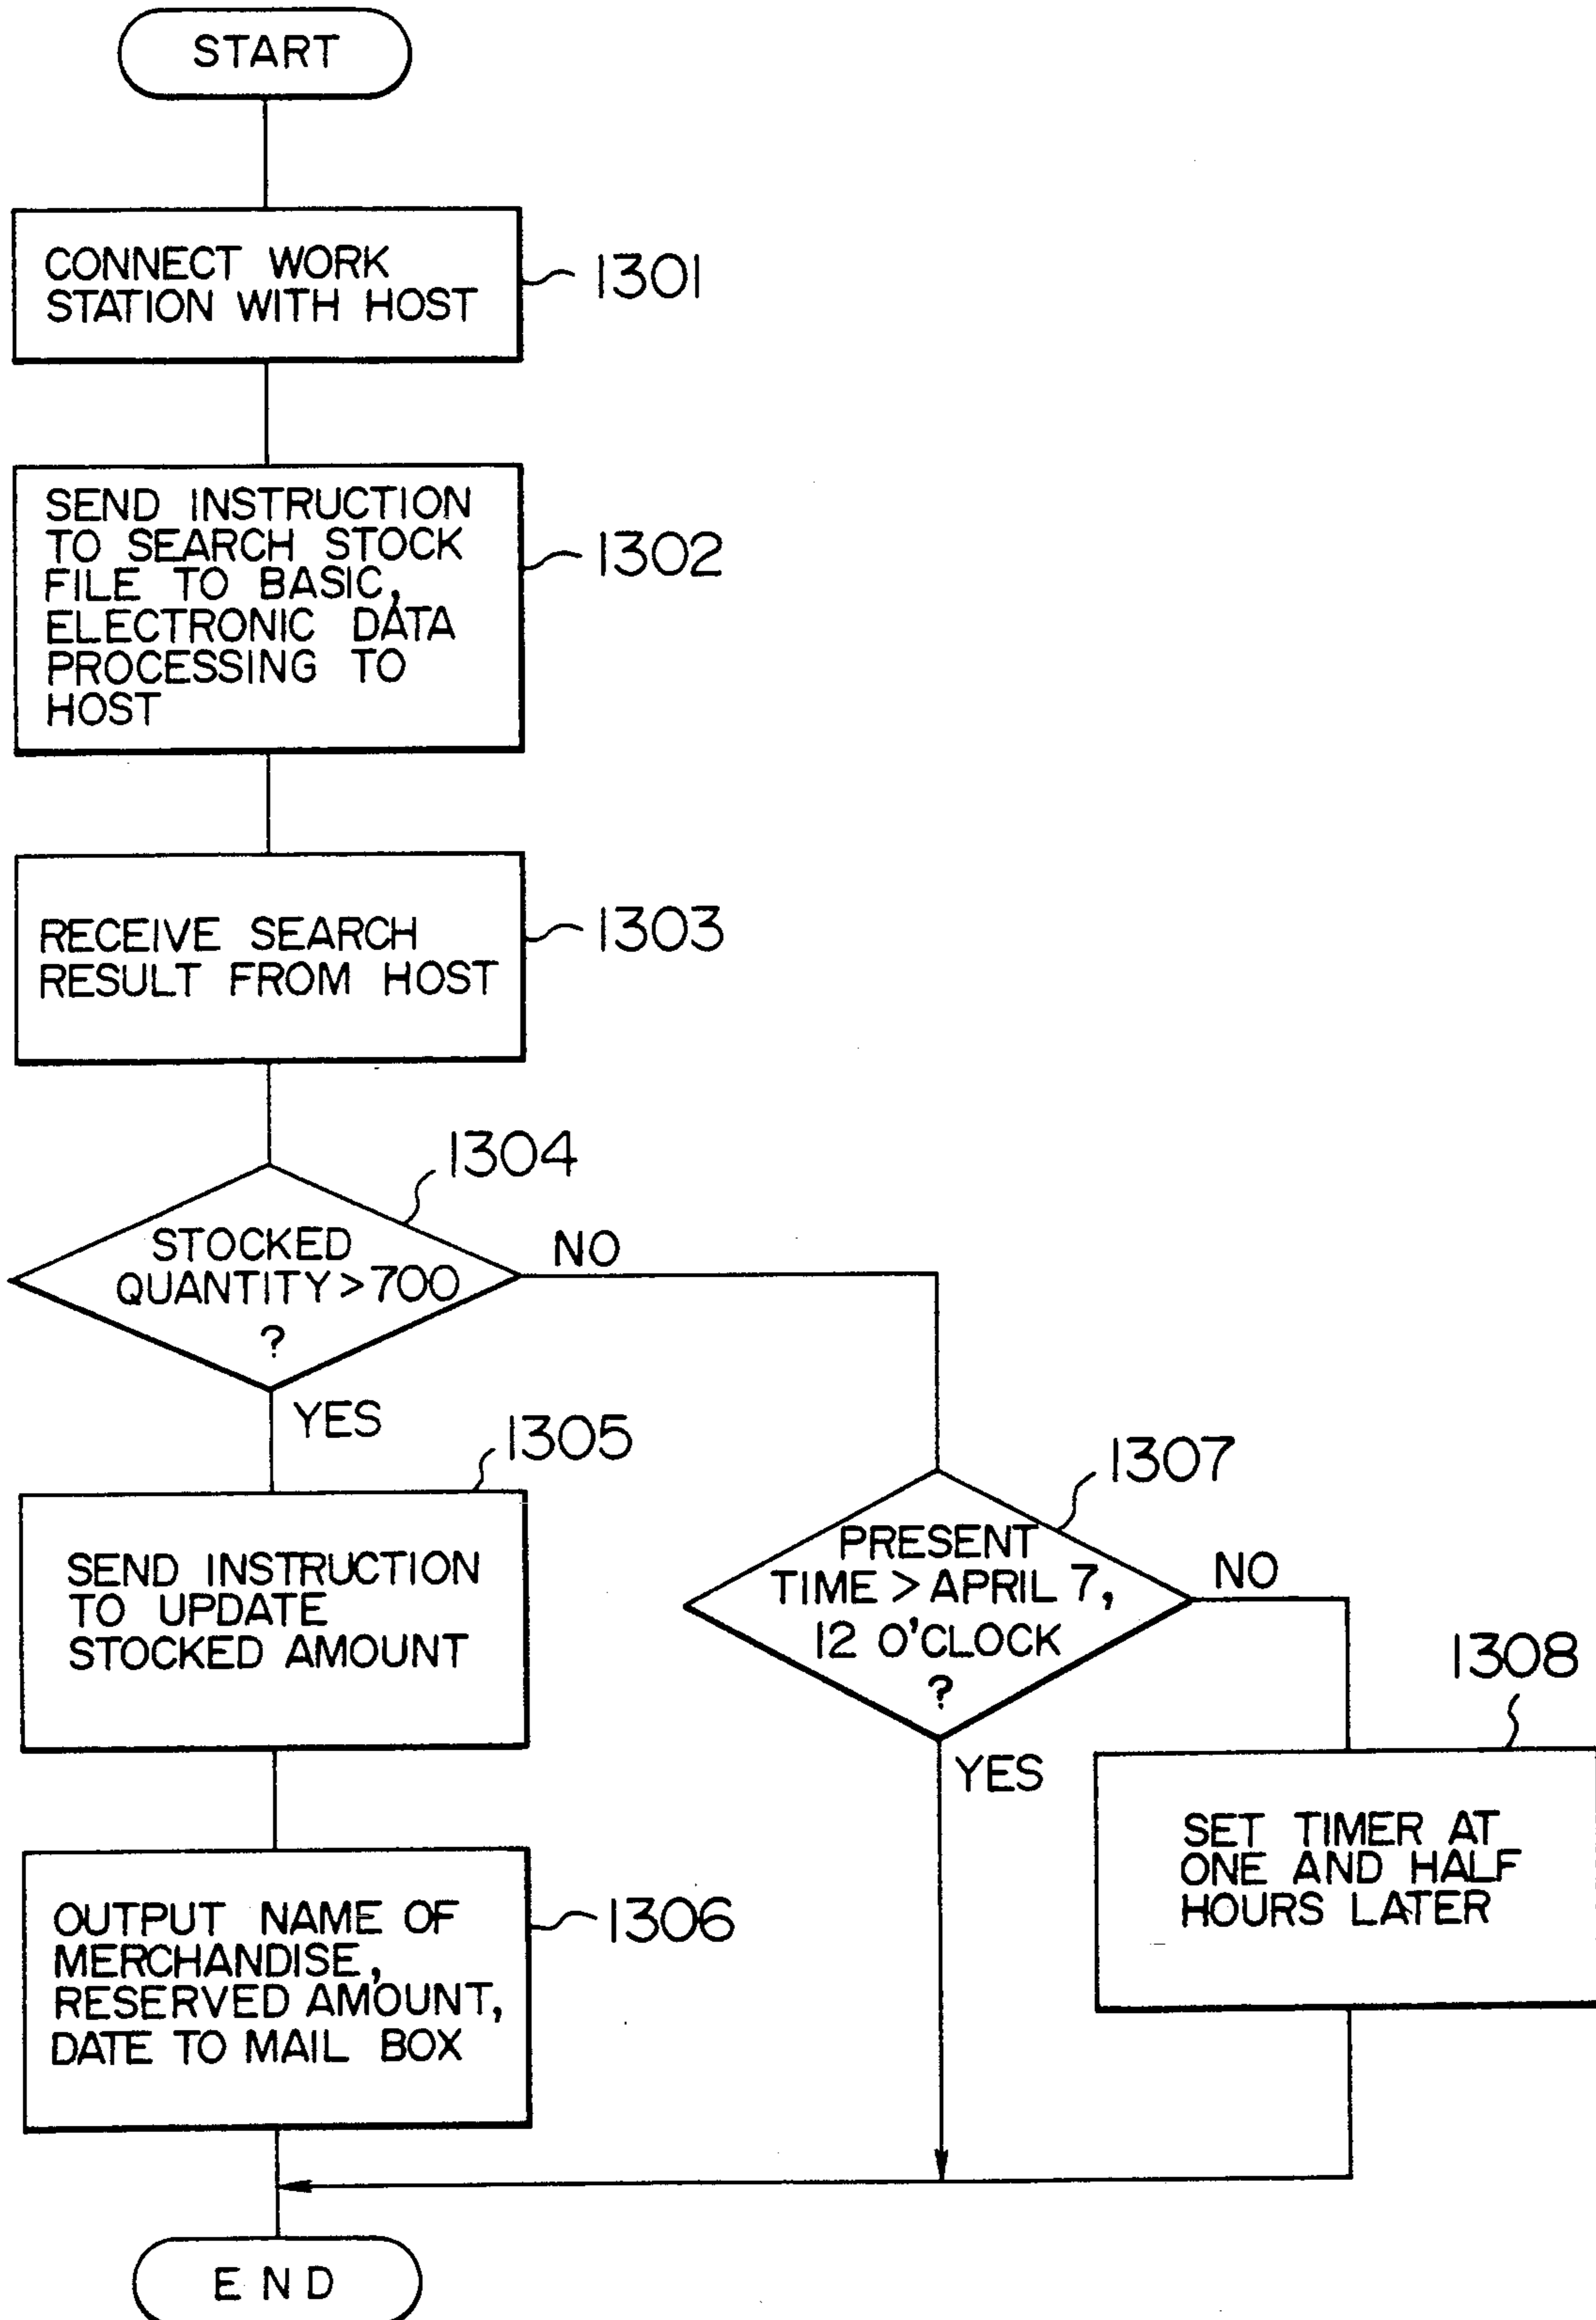 START
CONNECT WORK
STATION WITH HOST
1301
SEND INSTRUCTION
TO SEARCH STOCK
FILE TO BASIC,
ELECTRONIC DATA
PROCESSING TO
HOST
1302
RECEIVE SEARCH
RESULT FROM HOST
1303
1304
STOCKED
QUANTITY > 700
?
NO
YES
1305
SEND INSTRUCTION
TO UPDATE
STOCKED AMOUNT
1307
PRESENT
TIME > APRIL 7,
12 O'CLOCK
?
NO
YES
1308
SET TIMER AT
ONE AND HALF
HOURS LATER
OUTPUT NAME OF
MERCHANDISE,
RESERVED AMOUNT,
DATE TO MAIL BOX
1306
END